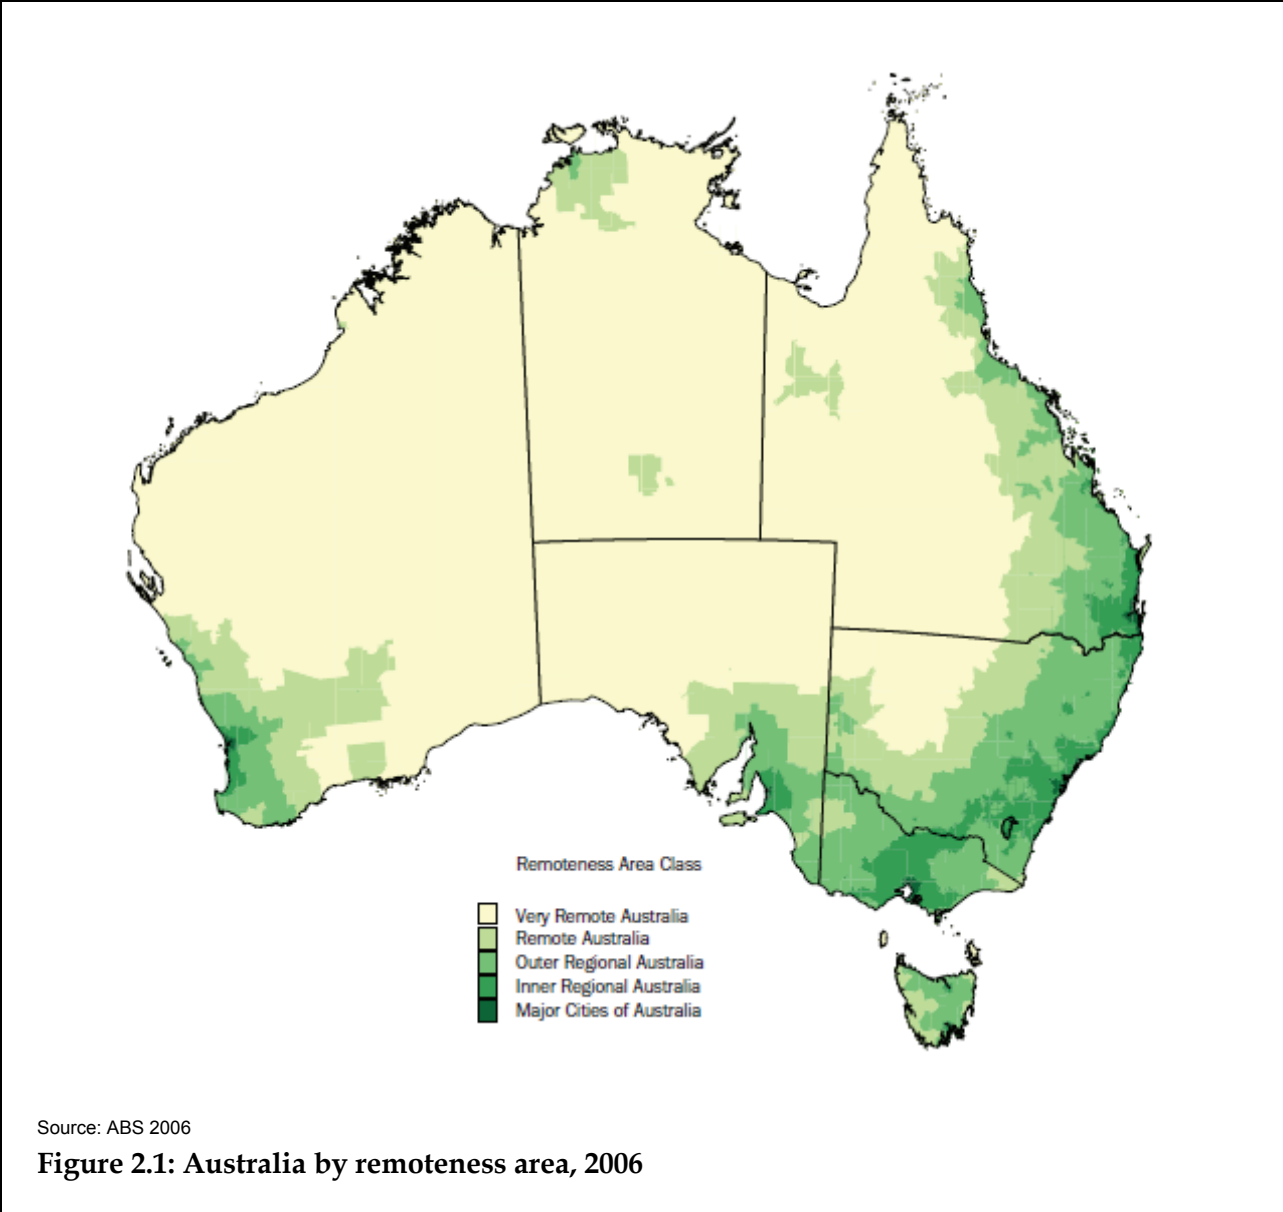 Remoteness Area Class
Very Remote Australia
Remote Australia
Outer Regional Australia
Inner Regional Australia
Major Cities of Australia
Source: ABS 2006
Figure 2.1: Australia by remoteness area, 2006